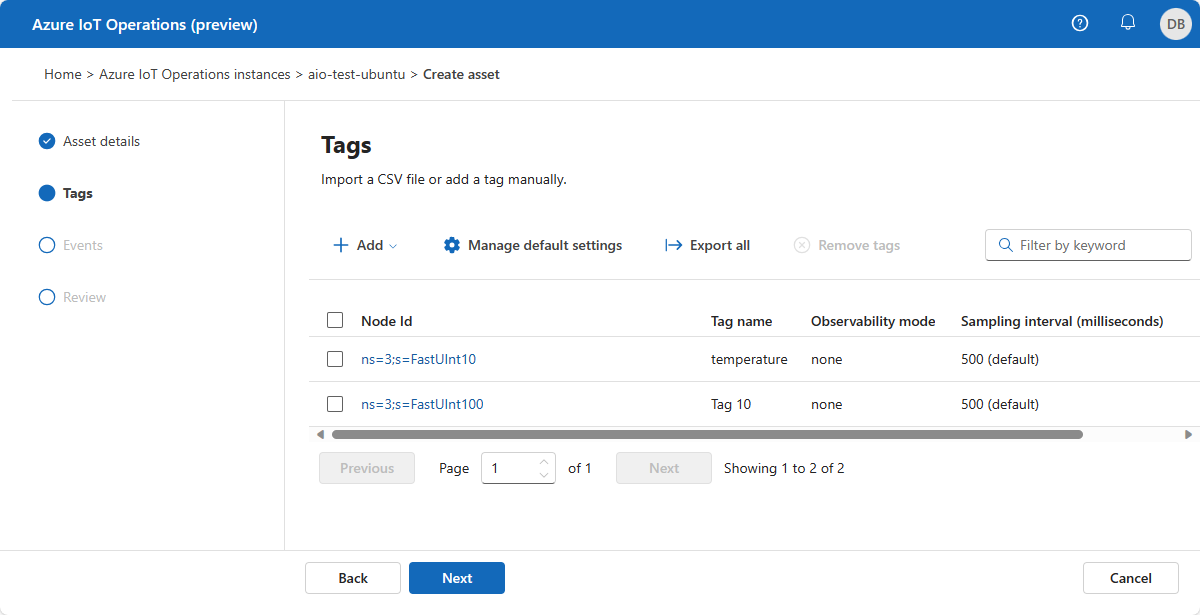 Azure IoT Operations (preview)
DB
Home > Azure IoT Operations instances > aio-test-ubuntu > Create asset
Asset details
Tags
Events
Review
Tags
Import a CSV file or add a tag manually.
Add
Manage default settings
Export all
Remove tags
Filter by keyword
Node Id Tag name Observability mode Sampling interval (milliseconds)
ns=3;s=FastUInt10 temperature none 500 (default)
ns=3;s=FastUInt100 Tag 10 none 500 (default)
Previous Page 1 of 1 Next Showing 1 to 2 of 2
Back Next Cancel